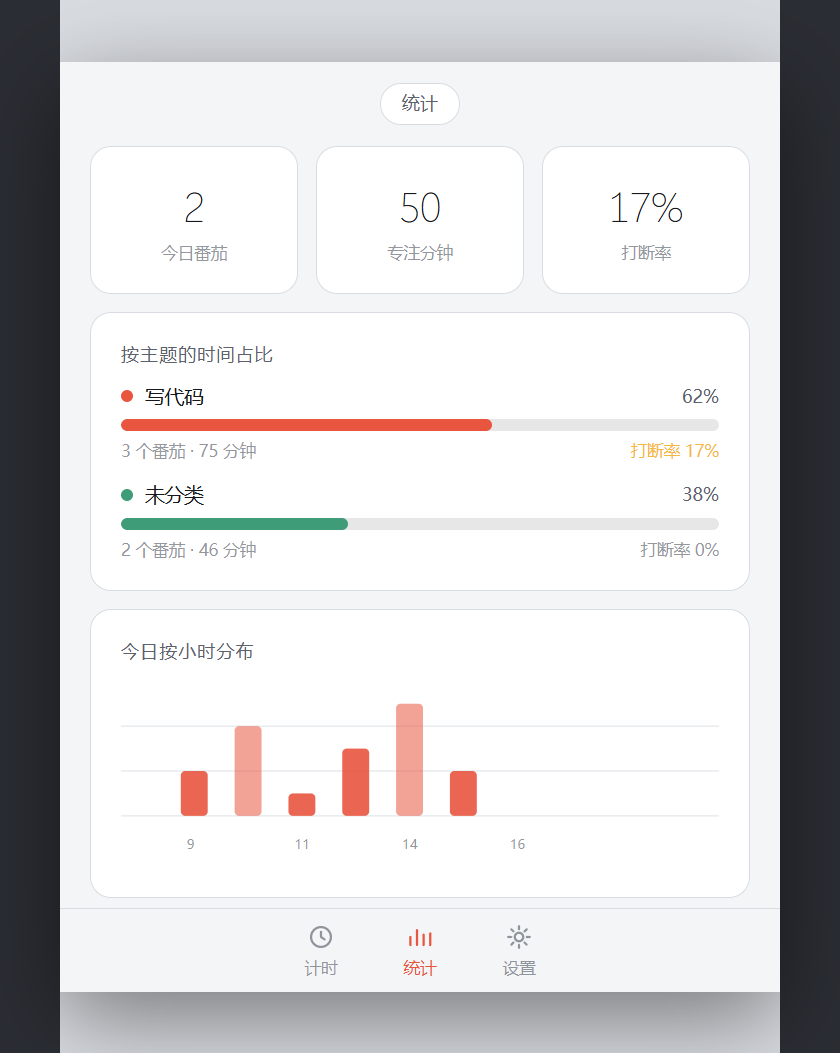 统计
2
今日番茄
50
专注分钟
17%
打断率
按主题的时间占比
写代码 62%
3 个番茄 · 75 分钟 打断率 17%
未分类 38%
2 个番茄 · 46 分钟 打断率 0%
今日按小时分布
9 11 14 16
计时 统计 设置